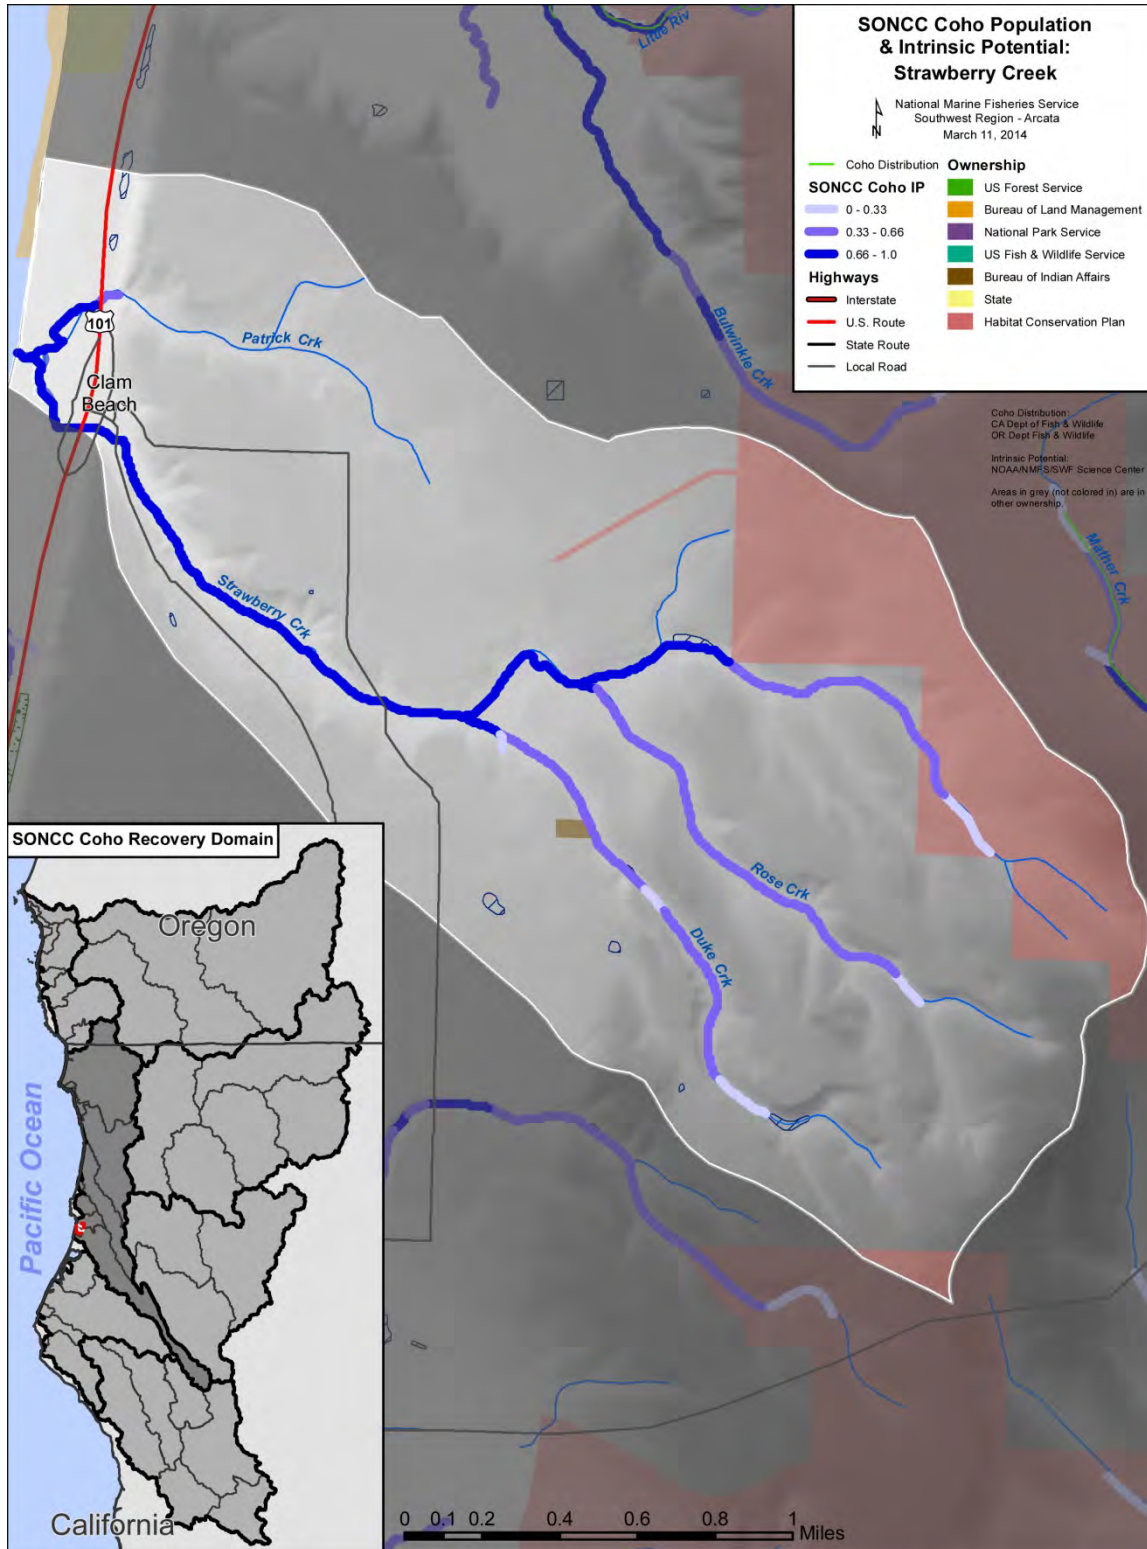 SONCC Coho Population
& Intrinsic Potential:
Strawberry Creek
National Marine Fisheries Service
Southwest Region - Arcata
March 11, 2014
N
Coho Distribution
SONCC Coho IP
0 - 0.33
0.33 - 0.66
0.66 - 1.0
Highways
Interstate
U.S. Route
State Route
Local Road
Ownership
US Forest Service
Bureau of Land Management
National Park Service
US Fish & Wildlife Service
Bureau of Indian Affairs
State
Habitat Conservation Plan
Coho Distribution:
CA Dept of Fish & Wildlife
OR Dept Fish & Wildlife
Intrinsic Potential:
NOAA/NMFS/SWF Science Center
Areas in grey (not colored in) are in
other ownership.
Little Riv
Bulwinkle Crk
Mather Crk
101
Patrick Crk
Clam
Beach
Strawberry Crk
Rose Crk
Duke Crk
SONCC Coho Recovery Domain
Oregon
Pacific Ocean
California
0 0.1 0.2 0.4 0.6 0.8 1
Miles